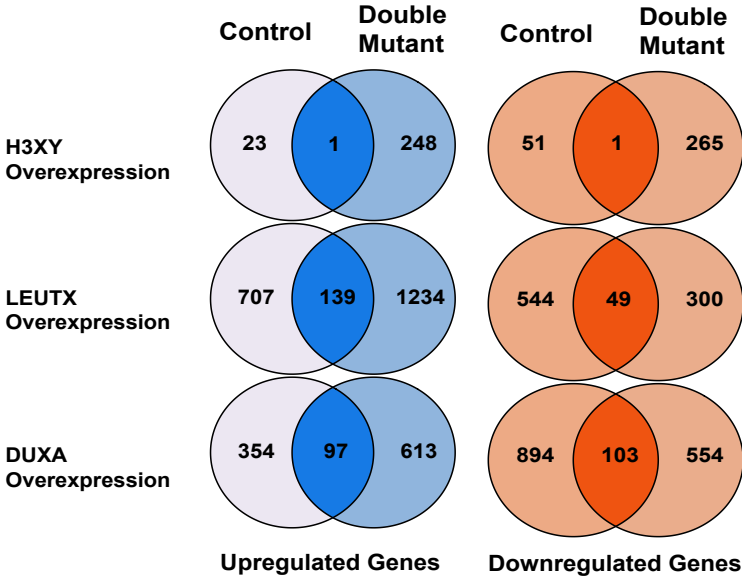 Control
Double
Mutant
Control
Double
Mutant
H3XY
Overexpression
23 1 248
51 1 265
LEUTX
Overexpression
707 139 1234
544 49 300
DUXA
Overexpression
354 97 613
894 103 554
Upregulated Genes
Downregulated Genes